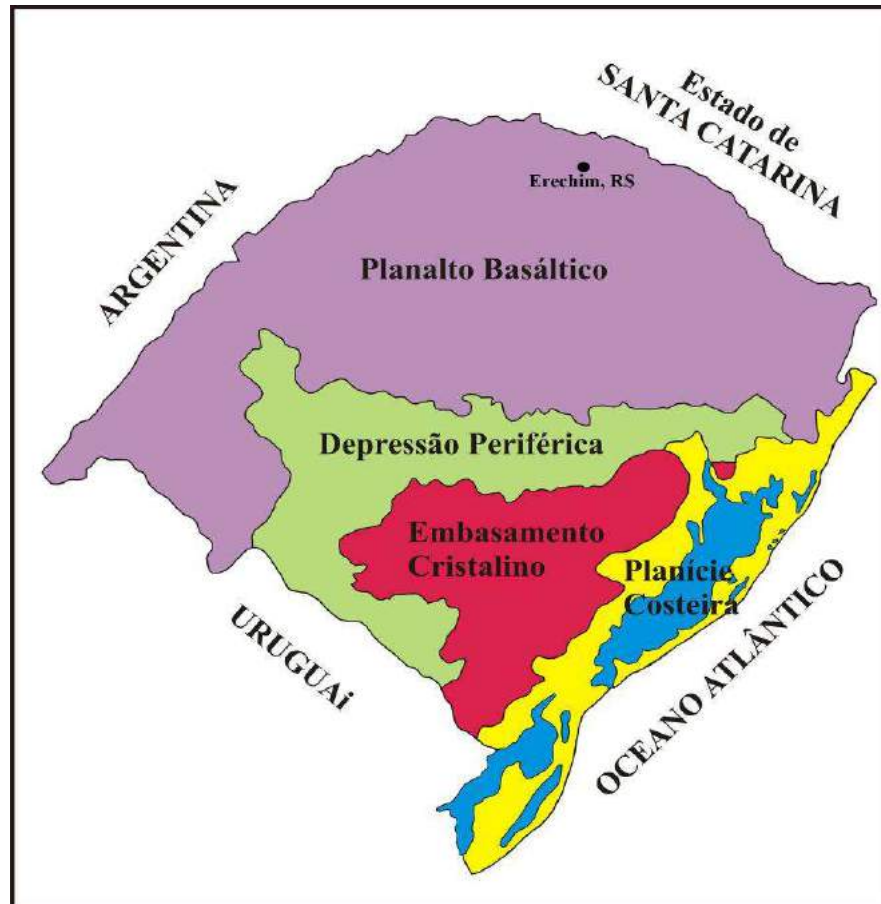 Estado de
SANTA CATARINA
Erechim, RS
ARGENTINA
Planalto Basáltico
Depressão Periférica
Embasamento
Cristalino
Planície
Costeira
URUGUAi
OCEANO ATLÂNTICO